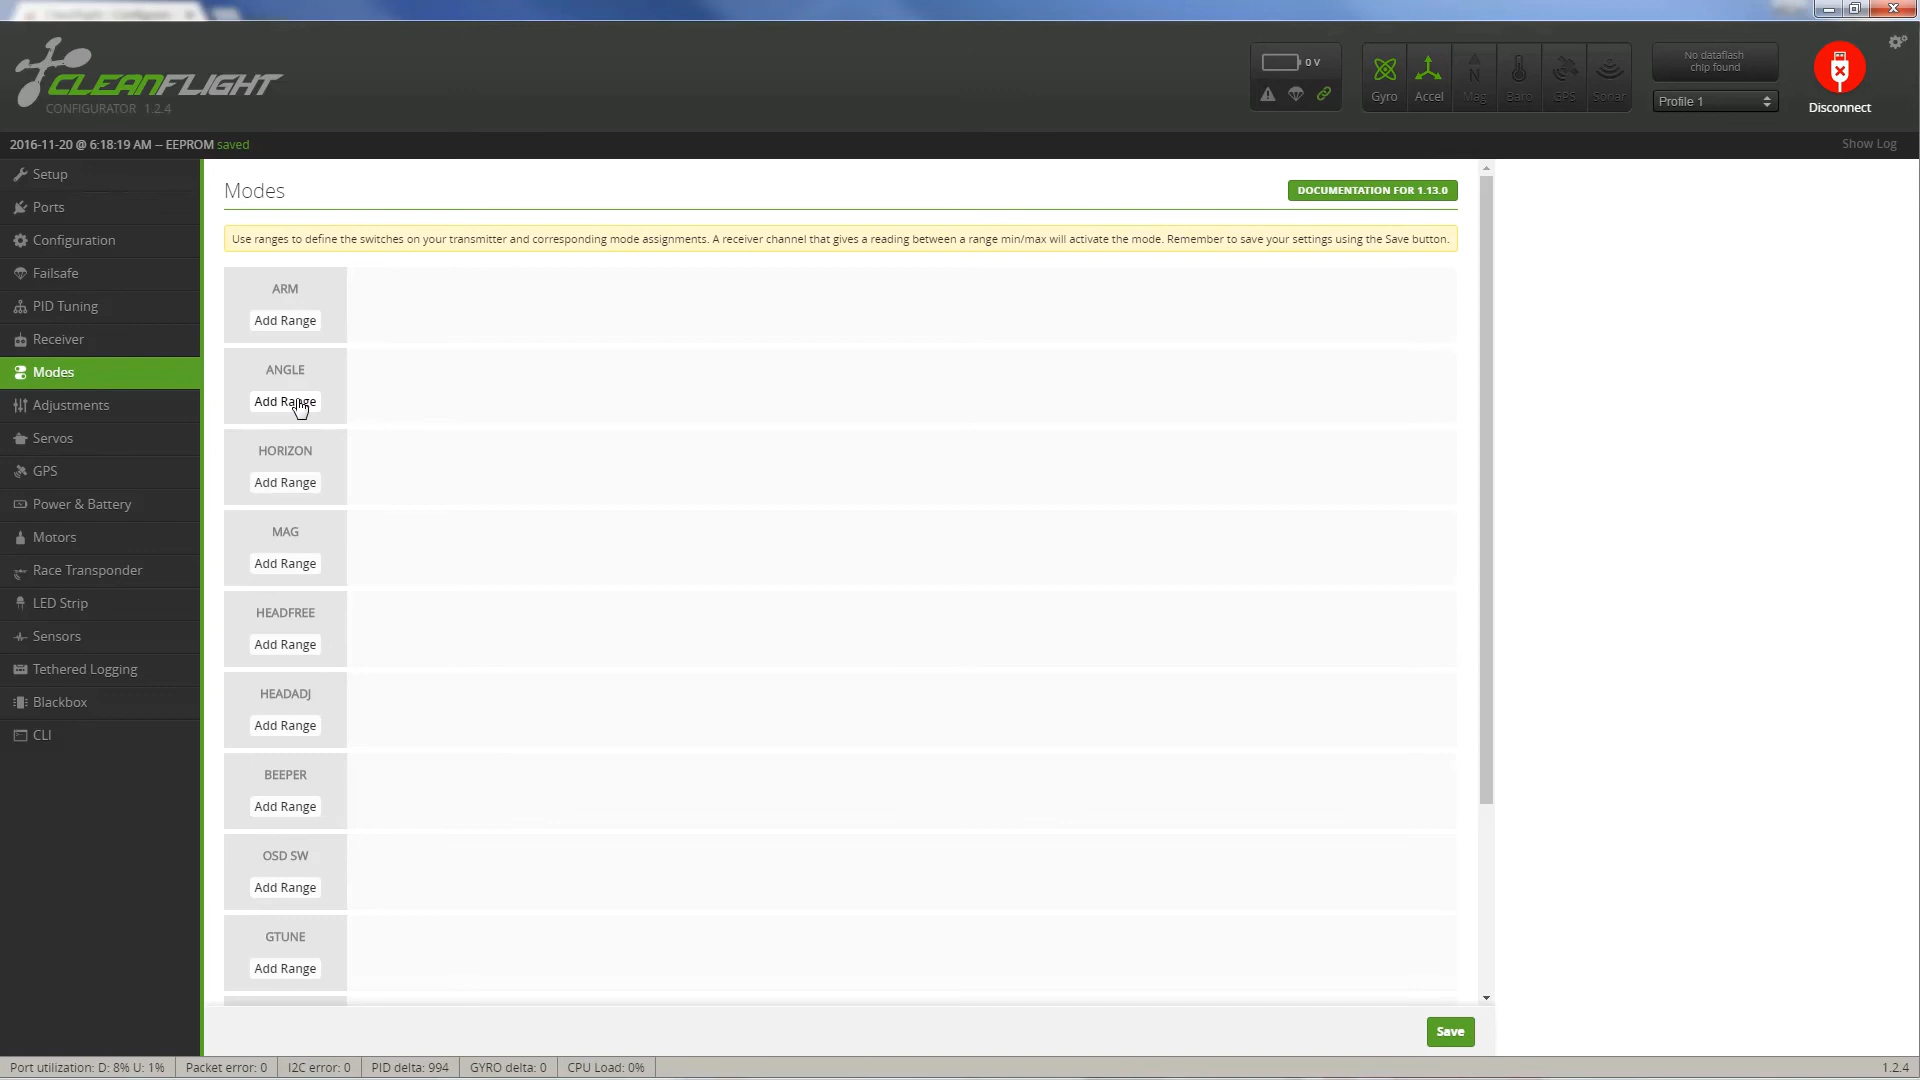 CLEANFLIGHT
CONFIGURATOR 1.2.4
0 V
Gyro
Accel
Mag
Baro
GPS
Sonar
No dataflash
chip found
Profile 1
Disconnect
2016-11-20 @ 6:18:19 AM -- EEPROM saved
Show Log
Setup
Ports
Configuration
Failsafe
PID Tuning
Receiver
Modes
Adjustments
Servos
GPS
Power & Battery
Motors
Race Transponder
LED Strip
Sensors
Tethered Logging
Blackbox
CLI
Modes
DOCUMENTATION FOR 1.13.0
Use ranges to define the switches on your transmitter and corresponding mode assignments. A receiver channel that gives a reading between a range min/max will activate the mode. Remember to save your settings using the Save button.
ARM
Add Range
ANGLE
Add Range
HORIZON
Add Range
MAG
Add Range
HEADFREE
Add Range
HEADADJ
Add Range
BEEPER
Add Range
OSD SW
Add Range
GTUNE
Add Range
Save
Port utilization: D: 8% U: 1%
Packet error: 0
I2C error: 0
PID delta: 994
GYRO delta: 0
CPU Load: 0%
1.2.4